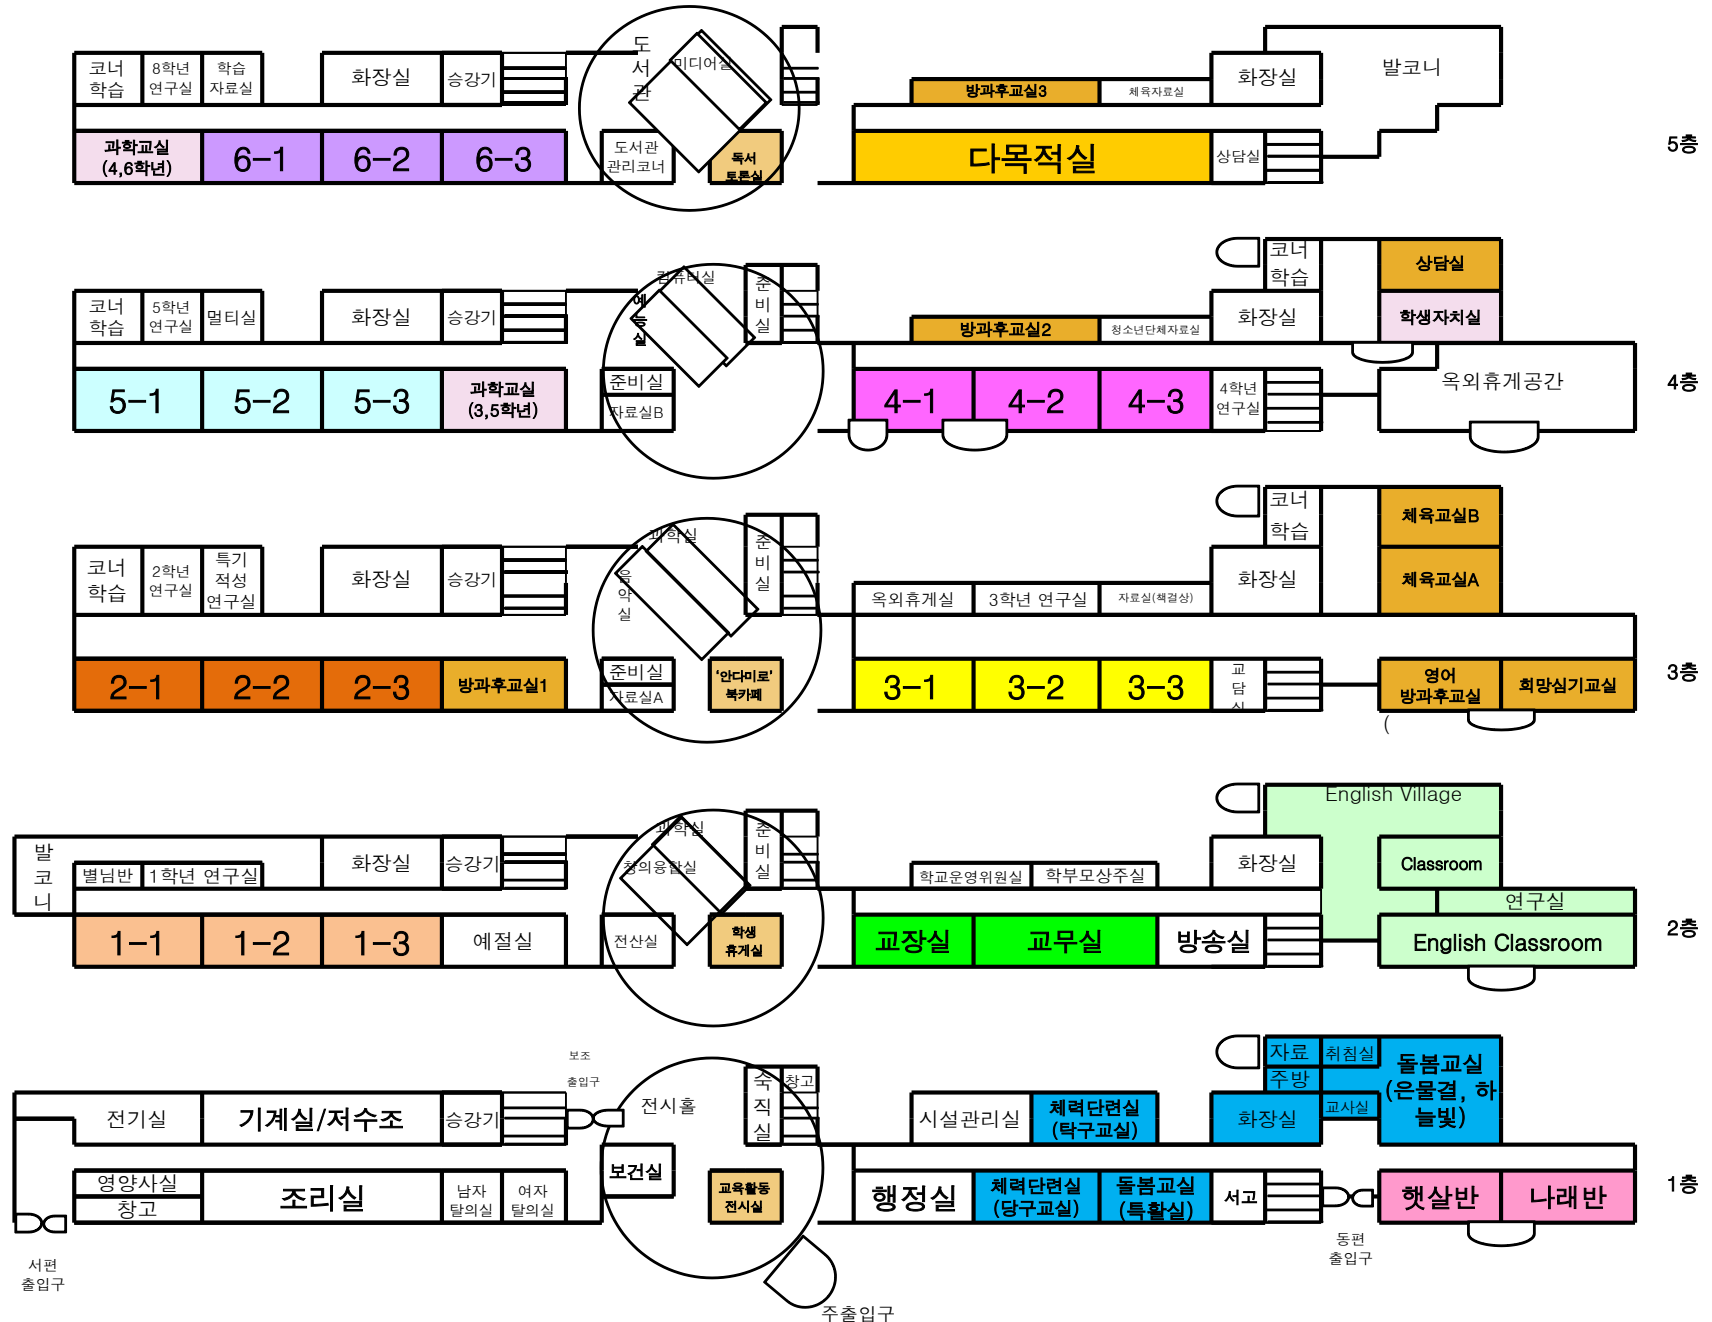 코너
학습
8학년
연구실
학습
자료실
화장실
승강기
도
서
관
미디어실
방과후교실3
체육자료실
화장실
발코니
과학교실
(4,6학년)
6-1
6-2
6-3
도서관
관리코너
독서
토론실
다목적실
상담실
5층
코너
학습
5학년
연구실
멀티실
화장실
승강기
예
능
실
컴퓨터실
준
비
실
방과후교실2
청소년단체자료실
화장실
코너
학습
상담실
학생자치실
5-1
5-2
5-3
과학교실
(3,5학년)
준비실
자료실B
4-1
4-2
4-3
4학년
연구실
옥외휴게공간
4층
코너
학습
2학년
연구실
특기
적성
연구실
화장실
승강기
음
악
실
과학실
준
비
실
옥외휴게실
3학년 연구실
자료실(책걸상)
화장실
코너
학습
체육교실B
체육교실A
2-1
2-2
2-3
방과후교실1
준비실
자료실A
'안다미로'
북카페
3-1
3-2
3-3
교
담
실
영어
방과후교실
(
희망심기교실
3층
발
코
니
별님반
1학년 연구실
화장실
승강기
과학실
창의융합실
준
비
실
학교운영위원실
학부모상주실
화장실
English Village
Classroom
연구실
1-1
1-2
1-3
예절실
전산실
학생
휴게실
교장실
교무실
방송실
English Classroom
2층
보조
출입구
전기실
기계실/저수조
승강기
전시홀
숙
직
실
창고
시설관리실
체력단련실
(탁구교실)
화장실
자료
취침실
주방
교사실
돌봄교실
(은물결, 하
늘빛)
영양사실
창고
조리실
남자
탈의실
여자
탈의실
보건실
교육활동
전시실
행정실
체력단련실
(당구교실)
돌봄교실
(특활실)
서고
햇살반
나래반
1층
서편
출입구
동편
출입구
주출입구